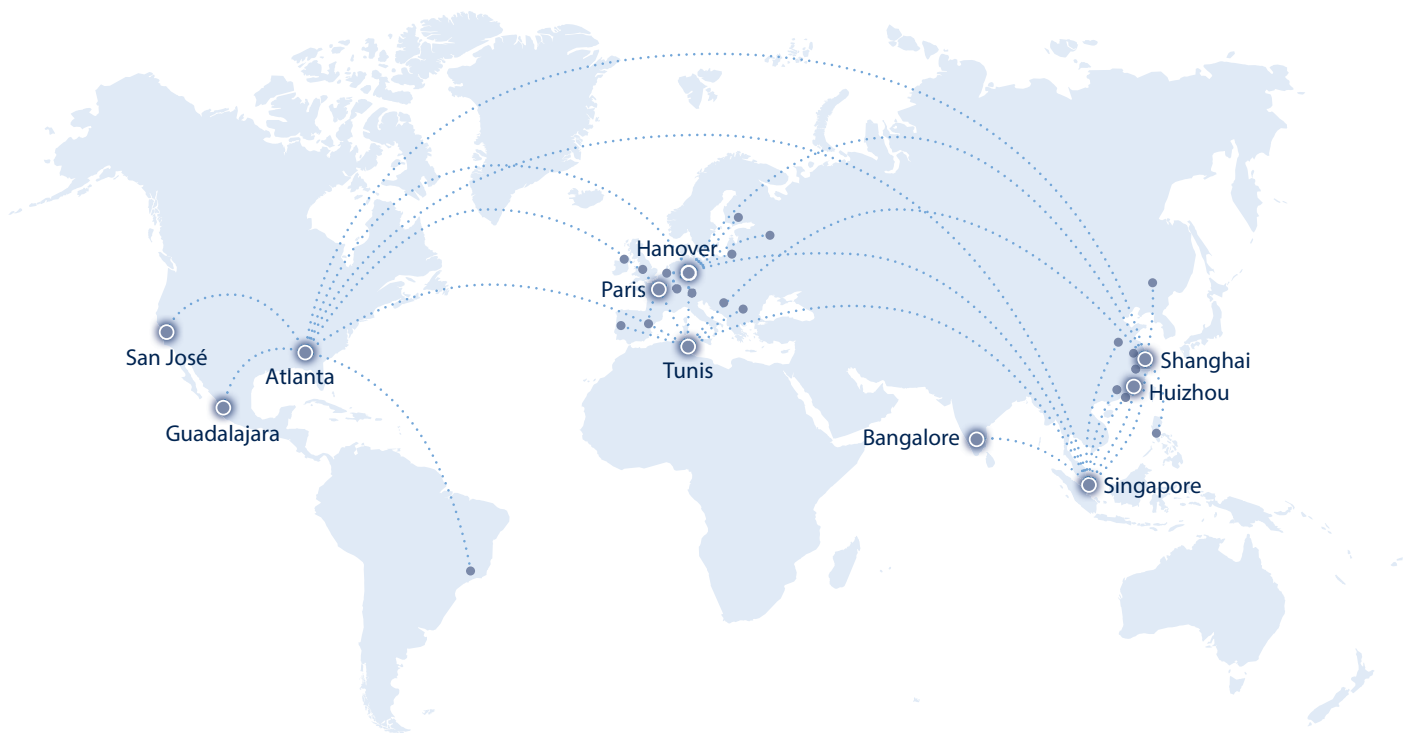 Hanover
Paris
San José
Atlanta
Tunis
Shanghai
Huizhou
Guadalajara
Bangalore
Singapore